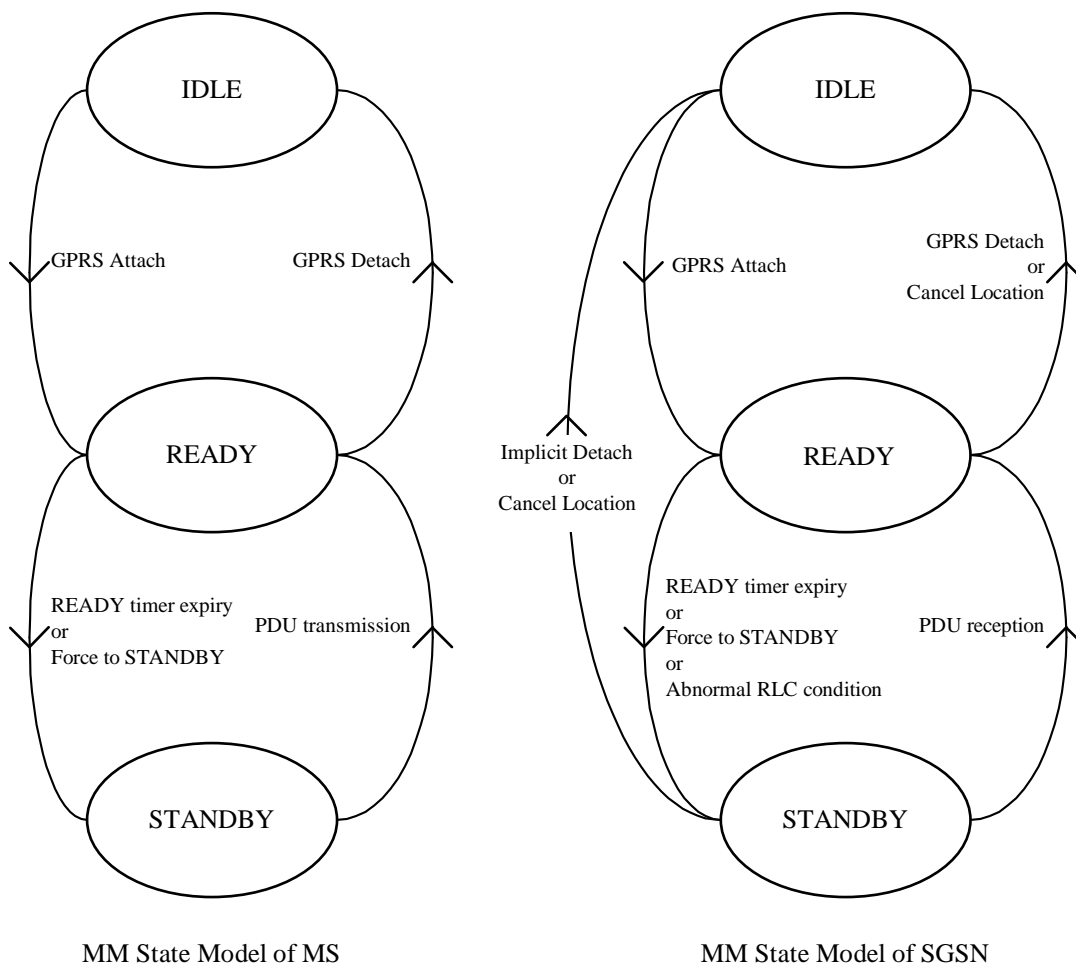 IDLE
GPRS Attach
GPRS Detach
READY
READY timer expiry
or
Force to STANDBY
PDU transmission
STANDBY
MM State Model of MS
IDLE
GPRS Attach
GPRS Detach
or
Cancel Location
Implicit Detach
or
Cancel Location
READY
READY timer expiry
or
Force to STANDBY
or
Abnormal RLC condition
PDU reception
STANDBY
MM State Model of SGSN